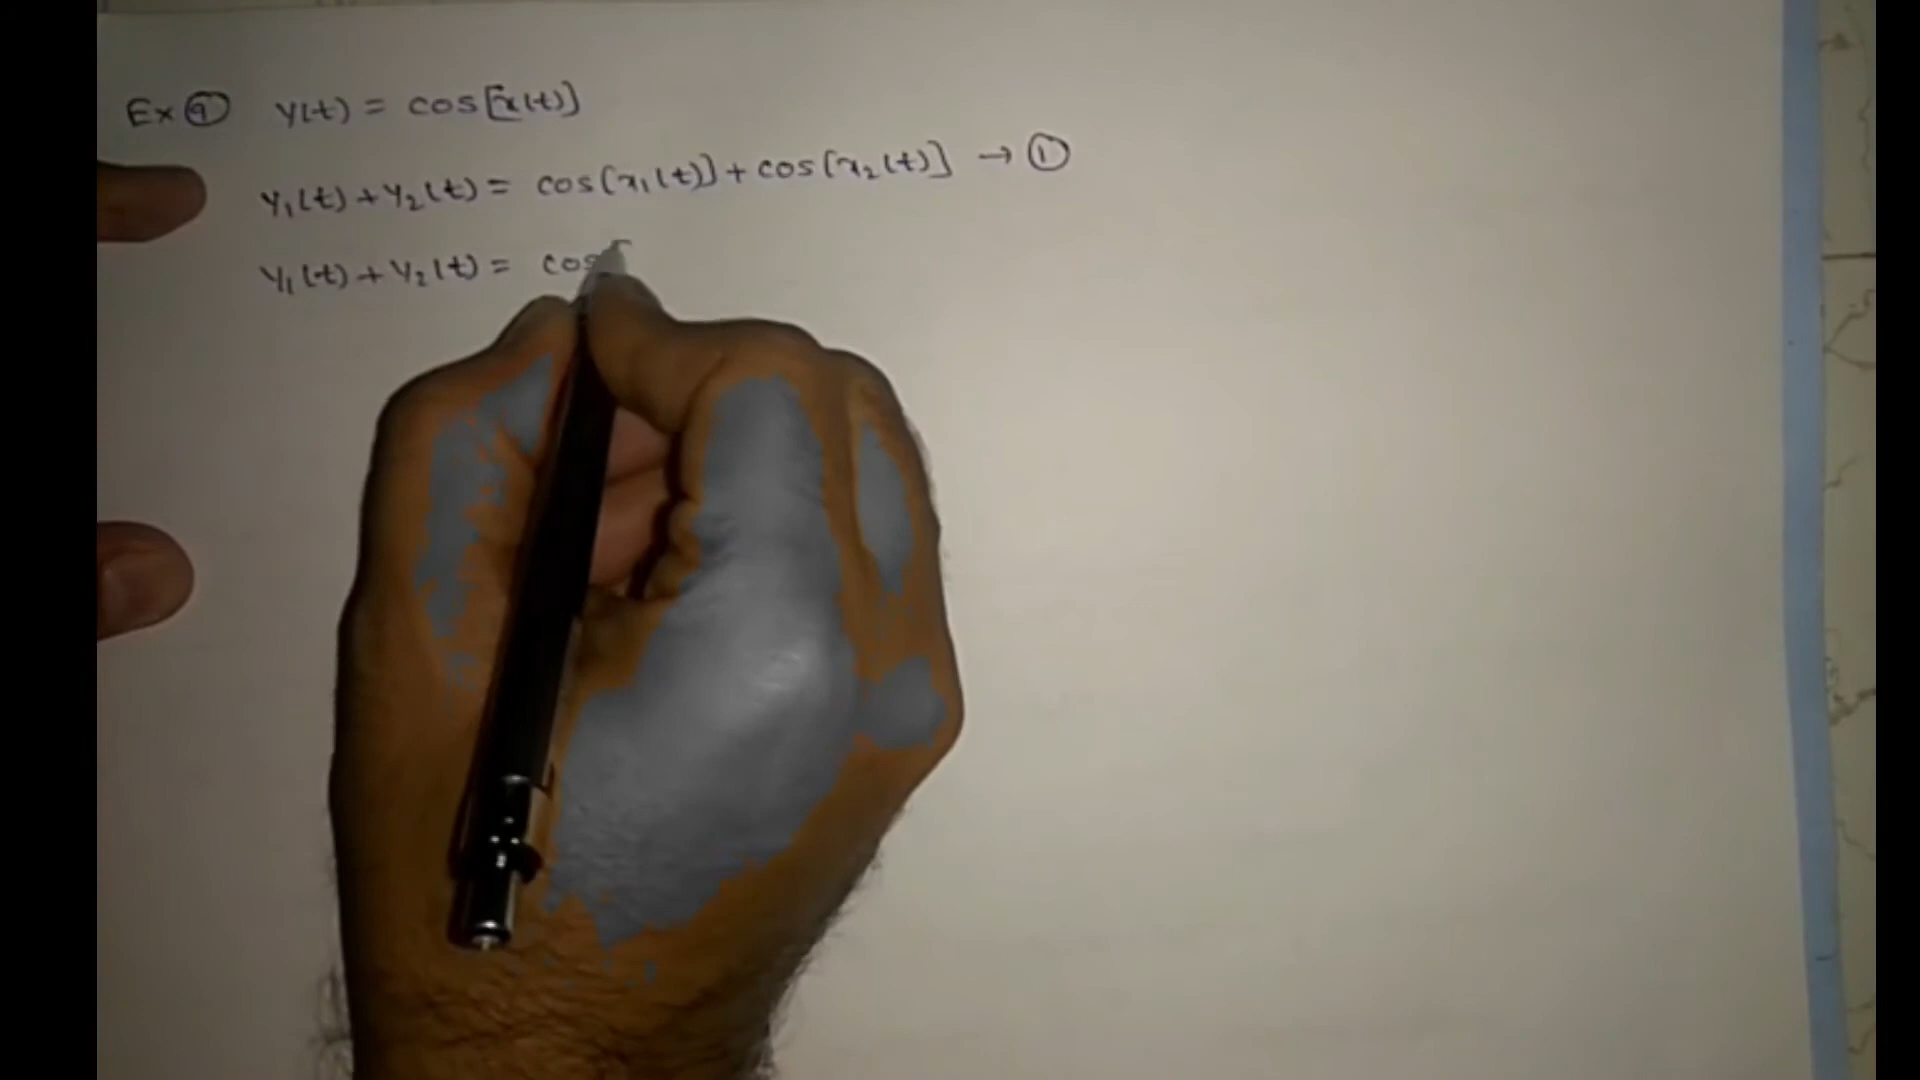 Ex ⑨ y(t) = cos[x(t)]
y₁(t) + y₂(t) = cos[x₁(t)] + cos[x₂(t)] → ①
y₁(t) + y₂(t) = cos[